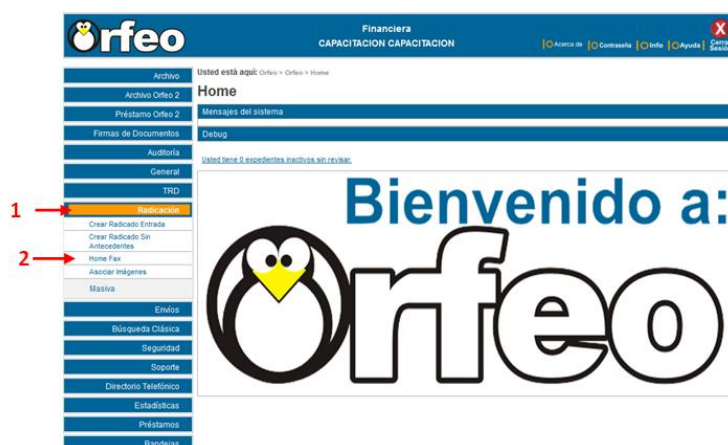 Orfeo
Financiera
CAPACITACION CAPACITACION
Acerca de
Contraseña
Info
Ayuda
X
Archivo
Archivo Orfeo 2
Préstamo Orfeo 2
Firmas de Documentos
Auditoría
General
TRD
1
Radicación
Crear Radicado Entrada
Crear Radicado Sin
Antecedentes
2
Home Fax
Asociar Imágenes
Masiva
Envíos
Búsqueda Clásica
Seguridad
Soporte
Directorio Telefónico
Estadísticas
Préstamos
Bandejas
Usted está aquí: Orfeo > Orfeo > Home
Home
Mensajes del sistema
Debug
Usted tiene 0 expedientes inactivos sin revisar.
Bienvenido a:
Orfeo